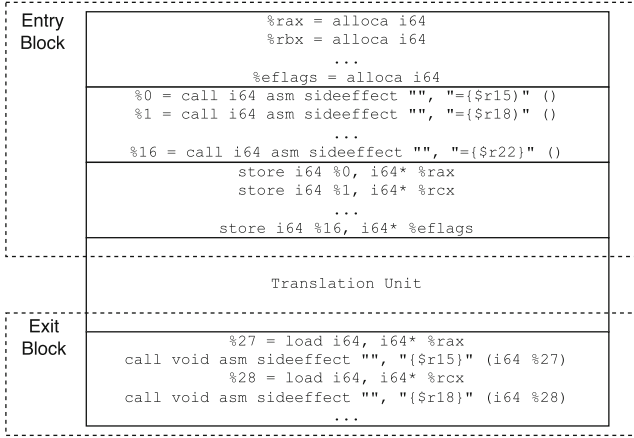 Entry
Block
%rax = alloca i64
%rbx = alloca i64
...
%eflags = alloca i64
%0 = call i64 asm sideeffect "", "={$r15)" ()
%1 = call i64 asm sideeffect "", "={$r18)" ()
...
%16 = call i64 asm sideeffect "", "={$r22}" ()
store i64 %0, i64* %rax
store i64 %1, i64* %rcx
...
store i64 %16, i64* %eflags
Translation Unit
Exit
Block
%27 = load i64, i64* %rax
call void asm sideeffect "", "{$r15}" (i64 %27)
%28 = load i64, i64* %rcx
call void asm sideeffect "", "{$r18}" (i64 %28)
...